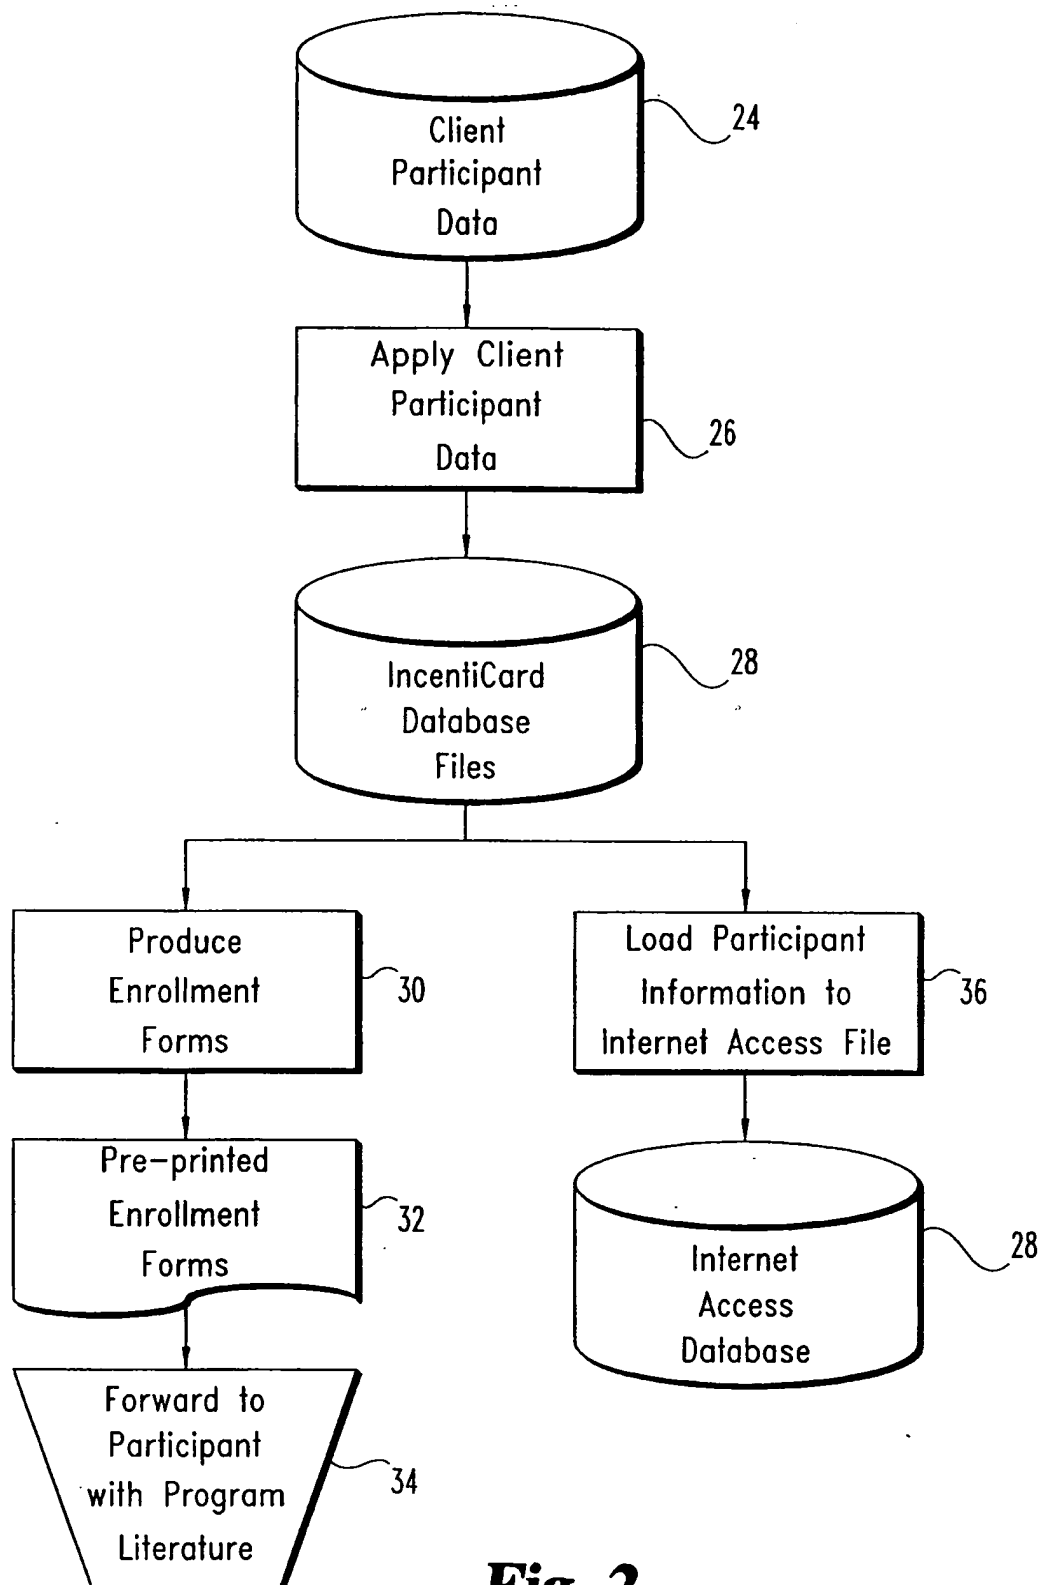 Client
Participant
Data
24
Apply Client
Participant
Data
26
IncentiCard
Database
Files
28
Produce
Enrollment
Forms
30
Load Participant
Information to
Internet Access File
36
Pre-printed
Enrollment
Forms
32
Internet
Access
Database
28
Forward to
Participant
with Program
Literature
34
Fig. 2